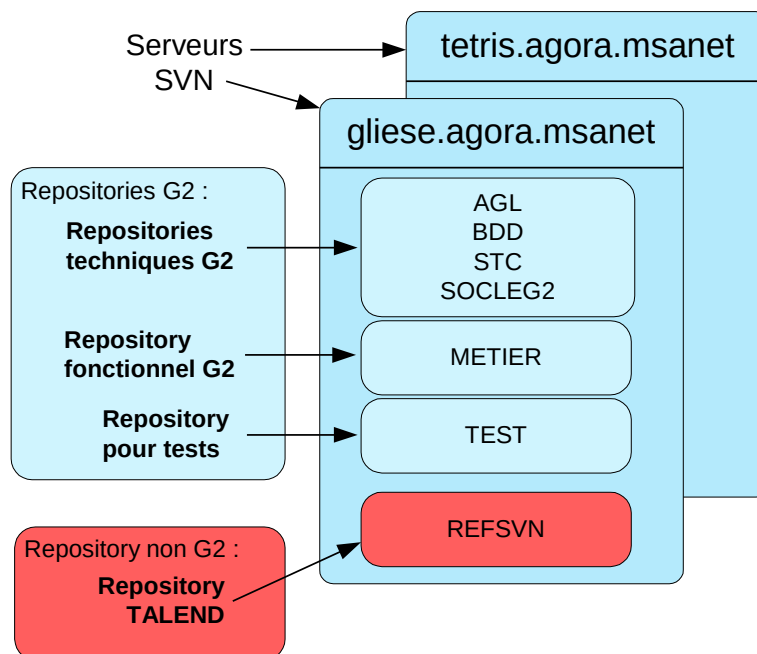 Serveurs
SVN
tetris.agora.msanet
gliese.agora.msanet
Repositories G2 :
Repositories
techniques G2
AGL
BDD
STC
SOCLEG2
Repository
fonctionnel G2
METIER
Repository
pour tests
TEST
Repository non G2 :
Repository
TALEND
REFSVN